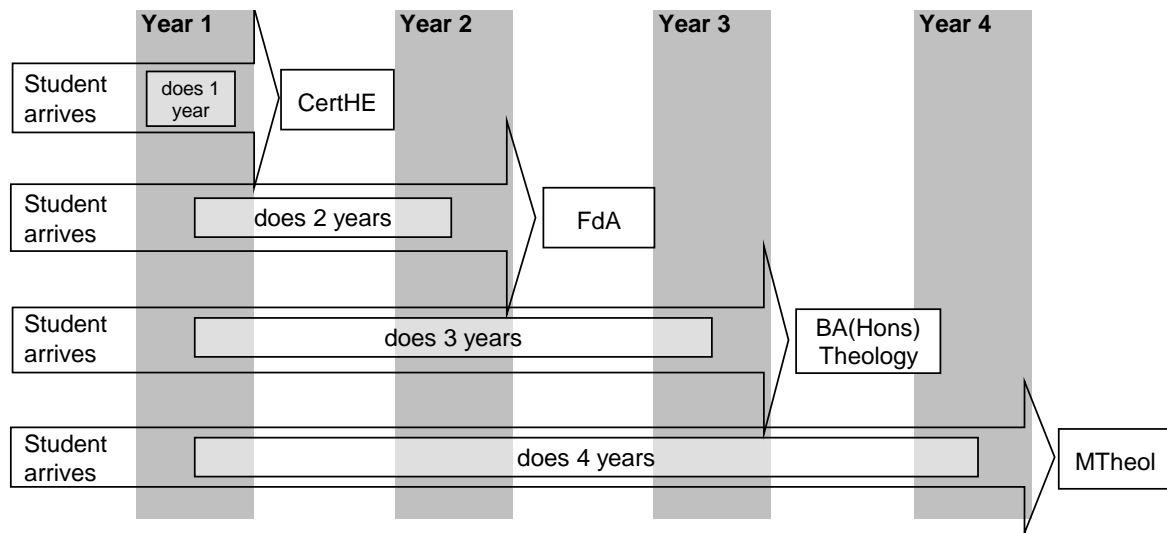 Year 1 Year 2 Year 3 Year 4
Student
arrives
does 1
year
CertHE
Student
arrives
does 2 years
FdA
Student
arrives
does 3 years
BA(Hons)
Theology
Student
arrives
does 4 years
MTheol